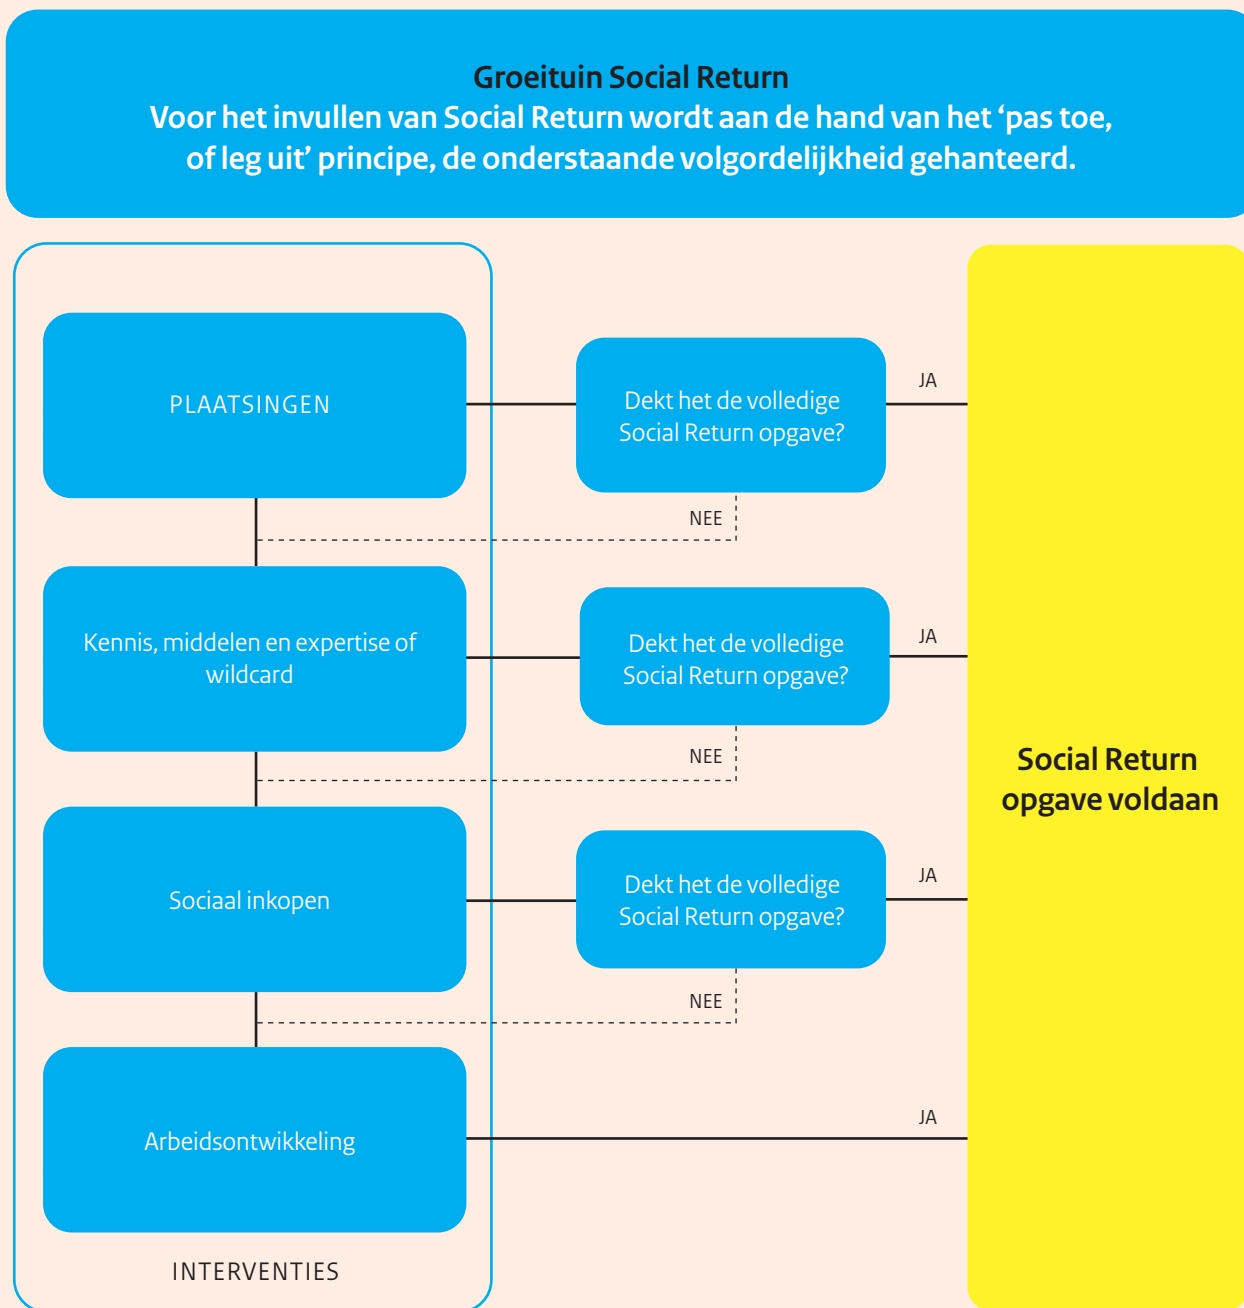 Groeituin Social Return
Voor het invullen van Social Return wordt aan de hand van het ‘pas toe,
of leg uit’ principe, de onderstaande volgordelijkheid gehanteerd.
PLAATSINGEN
Dekt het de volledige
Social Return opgave?
JA
NEE
Kennis, middelen en expertise of
wildcard
Dekt het de volledige
Social Return opgave?
JA
NEE
Sociaal inkopen
Dekt het de volledige
Social Return opgave?
JA
NEE
Arbeidsontwikkeling
JA
INTERVENTIES
Social Return
opgave voldaan